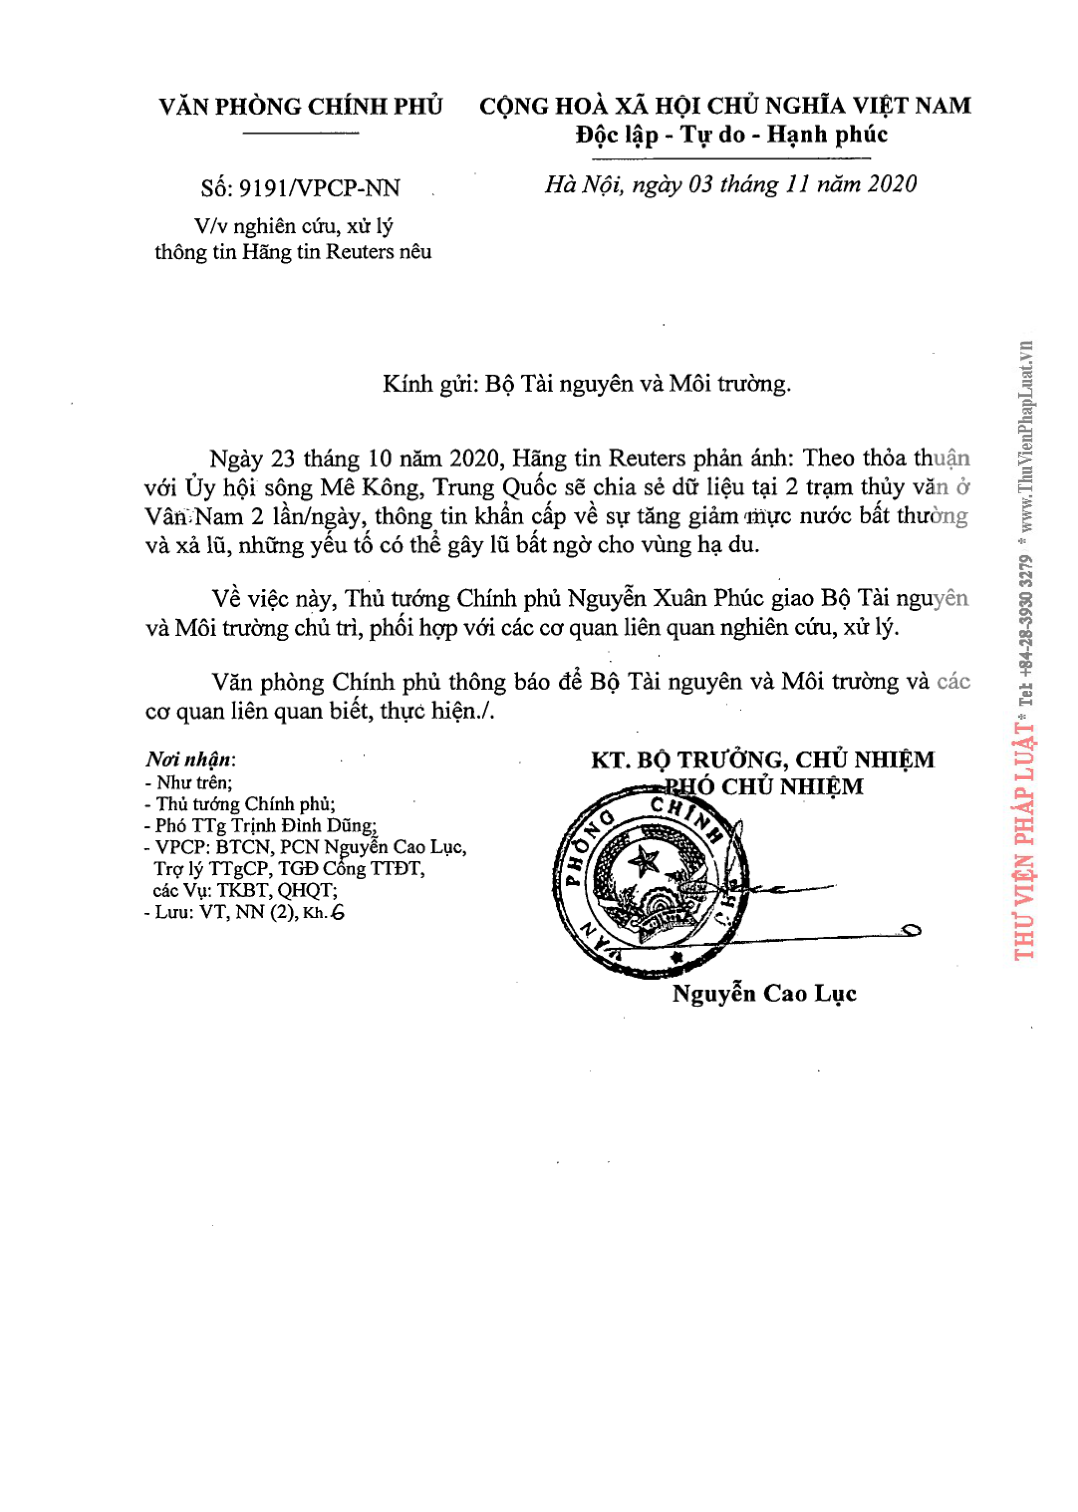 VĂN PHÒNG CHÍNH PHỦ
CỘNG HOÀ XÃ HỘI CHỦ NGHĨA VIỆT NAM
Độc lập - Tự do - Hạnh phúc
Số: 9191/VPCP-NN
Hà Nội, ngày 03 tháng 11 năm 2020
V/v nghiên cứu, xử lý
thông tin Hãng tin Reuters nêu
Kính gửi: Bộ Tài nguyên và Môi trường.
Ngày 23 tháng 10 năm 2020, Hãng tin Reuters phản ánh: Theo thỏa thuận
với Ủy hội sông Mê Kông, Trung Quốc sẽ chia sẻ dữ liệu tại 2 trạm thủy văn ở
Vân Nam 2 lần/ngày, thông tin khẩn cấp về sự tăng giảm mực nước bất thường
và xả lũ, những yếu tố có thể gây lũ bất ngờ cho vùng hạ du.
Về việc này, Thủ tướng Chính phủ Nguyễn Xuân Phúc giao Bộ Tài nguyên
và Môi trường chủ trì, phối hợp với các cơ quan liên quan nghiên cứu, xử lý.
Văn phòng Chính phủ thông báo để Bộ Tài nguyên và Môi trường và các
cơ quan liên quan biết, thực hiện./.
Nơi nhận:
- Như trên;
- Thủ tướng Chính phủ;
- Phó TTg Trịnh Đình Dũng;
- VPCP: BTCN, PCN Nguyễn Cao Lục,
Trợ lý TTgCP, TGĐ Cổng TTĐT,
các Vụ: TKBT, QHQT;
- Lưu: VT, NN (2), Kh. 6
KT. BỘ TRƯỞNG, CHỦ NHIỆM
PHÓ CHỦ NHIỆM
VĂN PHÒNG CHÍNH PHỦ
Nguyễn Cao Lục
THƯ VIỆN PHÁP LUẬT * Tel: +84-28-3930 3279 * www.ThuVienPhapLuat.vn